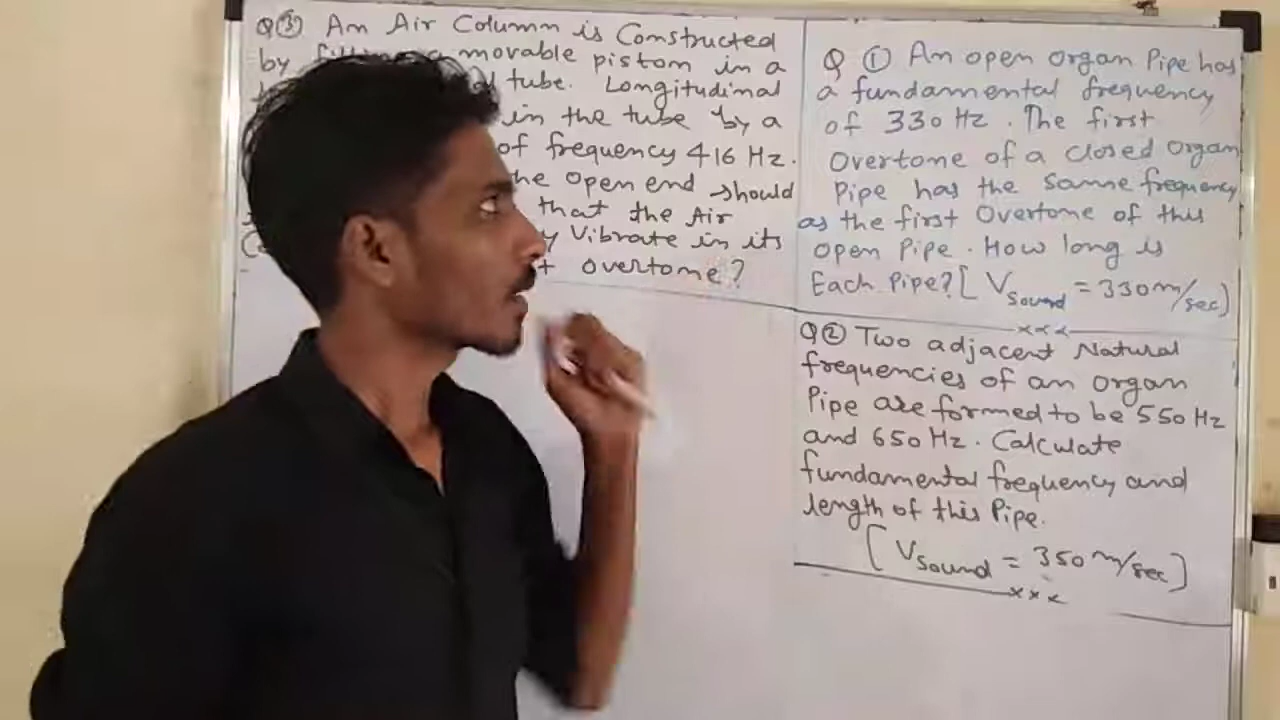 Q③ An Air Column is Constructed
by a movable piston in a
tube. Longitudinal
in the tube by a
of frequency 416 Hz.
the open end should
that the Air
Vibrate in its
overtone?
Q ① An open organ Pipe has
a fundamental frequency
of 330 Hz. The first
Overtone of a closed Organ
Pipe has the same frequency
as the first Overtone of this
open Pipe. How long is
Each Pipe? [ V Sound = 330 m/sec)
xxx
Q② Two adjacent Natural
frequencies of an organ
Pipe are formed to be 550 Hz
and 650 Hz. Calculate
fundamental frequency and
length of this Pipe.
[ V Sound = 350 m/sec]
xxx